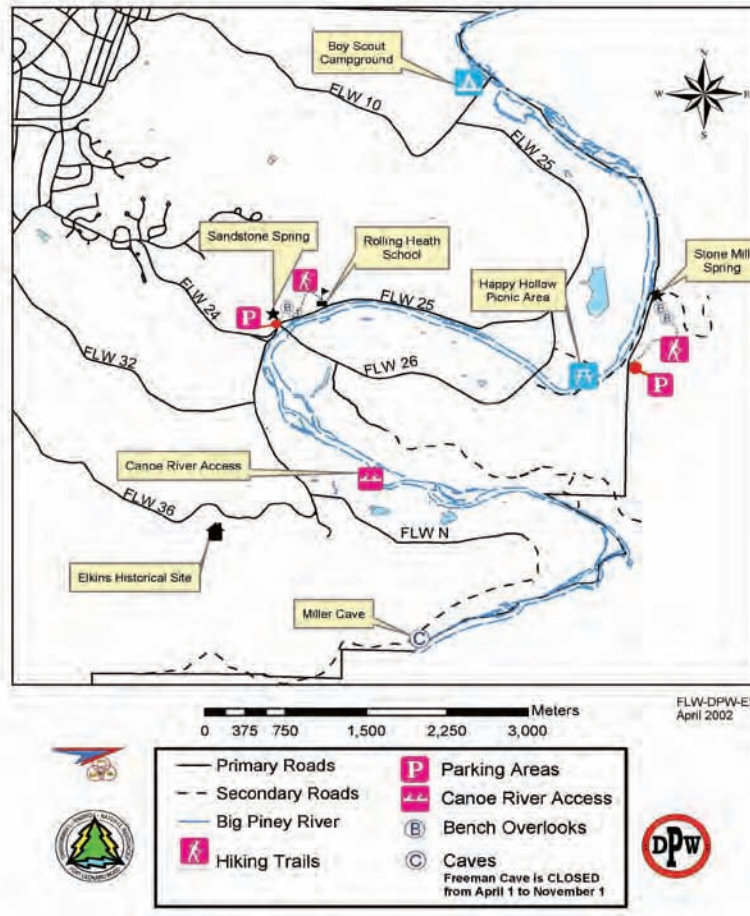 Boy Scout
Campground
N
W
E
S
FLW 10
FLW 25
Sandstone Spring
Rolling Heath
School
Stone Mill
Spring
Happy Hollow
Picnic Area
P
B
FLW 24
FLW 25
B
B
FLW 32
FLW 26
P
Canoe River Access
FLW 36
FLW N
Elkins Historical Site
Miller Cave
C
Meters
0 375 750 1,500 2,250 3,000
FLW-DPW-E
April 2002
Primary Roads
Secondary Roads
Big Piney River
Hiking Trails
P Parking Areas
Canoe River Access
B Bench Overlooks
C Caves
Freeman Cave is CLOSED
from April 1 to November 1
DPW